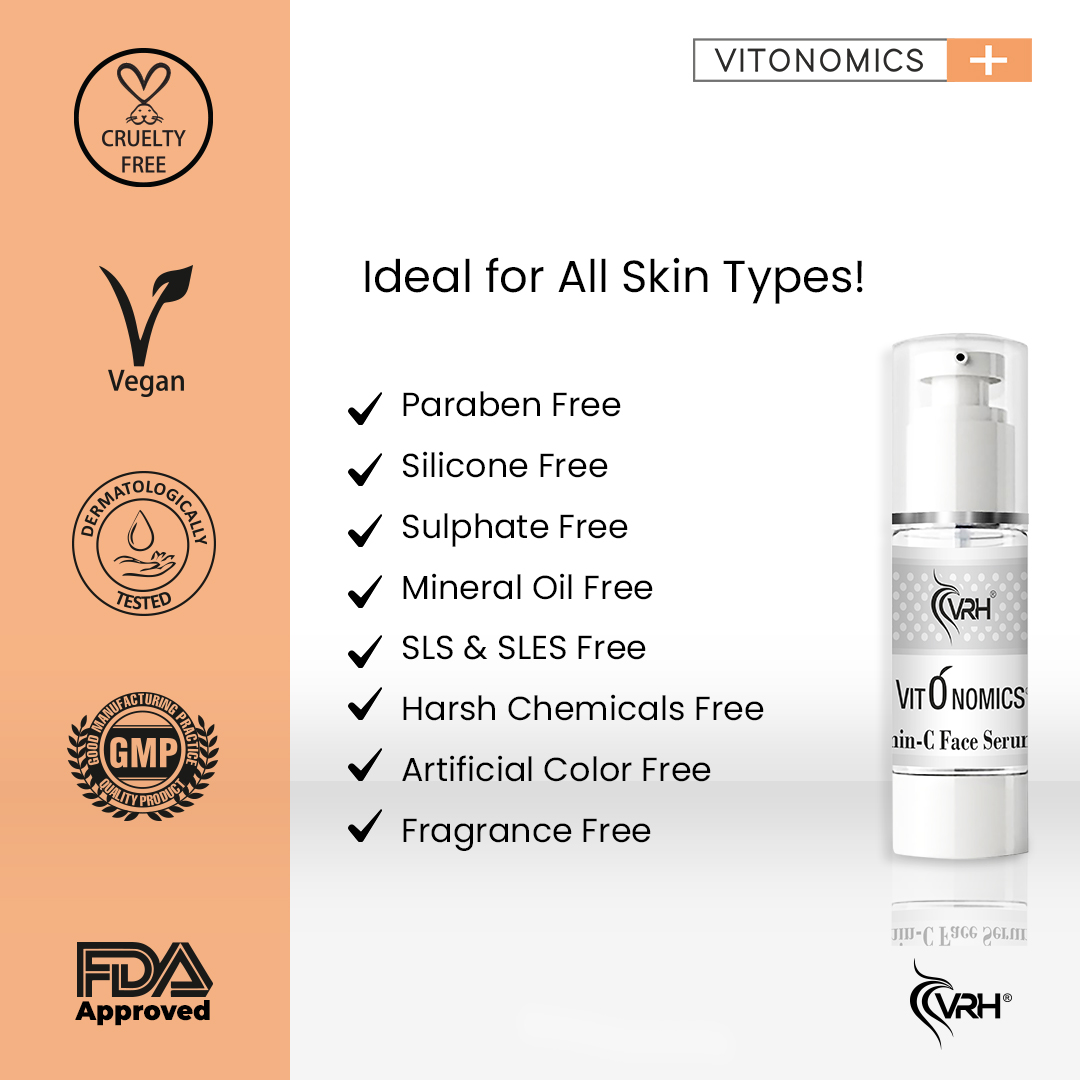 CRUELTY
FREE
Vegan
DERMATOLOGICALLY
TESTED
GOOD MANUFACTURING PRACTICE
GMP
QUALITY PRODUCT
FDA
Approved
VITONOMICS
Ideal for All Skin Types!
Paraben Free
Silicone Free
Sulphate Free
Mineral Oil Free
SLS & SLES Free
Harsh Chemicals Free
Artificial Color Free
Fragrance Free
VRH®
VITONOMICS
min-C Face Serum
VRH®